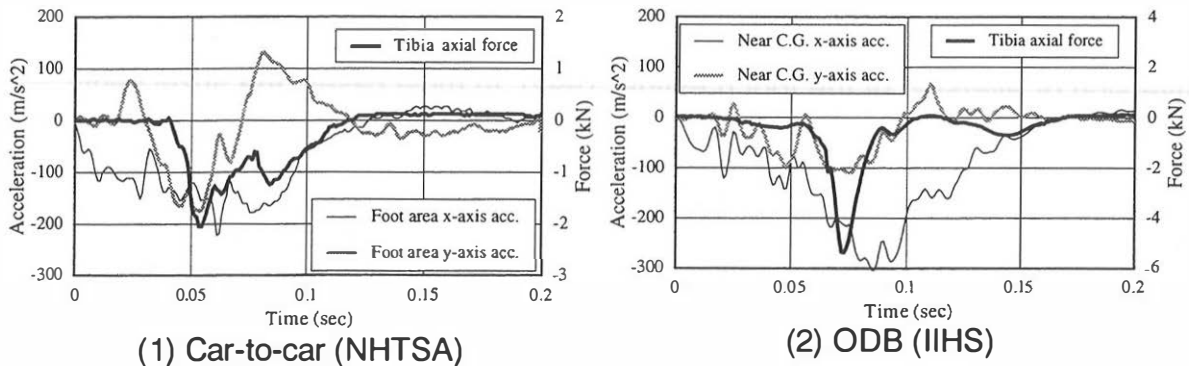 200
100
0
-100
-200
-300
Acceleration (m/s^2)
Tibia axial force
Foot area x-axis acc.
Foot area y-axis acc.
2
1
0
-1
-2
-3
Force (kN)
0
0.05
0.1
0.15
0.2
Time (sec)
(1) Car-to-car (NHTSA)
200
100
0
-100
-200
-300
Acceleration (m/s^2)
Near C.G. x-axis acc.
Near C.G. y-axis acc.
Tibia axial force
4
2
0
-2
-4
-6
Force (kN)
0
0.05
0.1
0.15
0.2
Time (sec)
(2) ODB (IIHS)